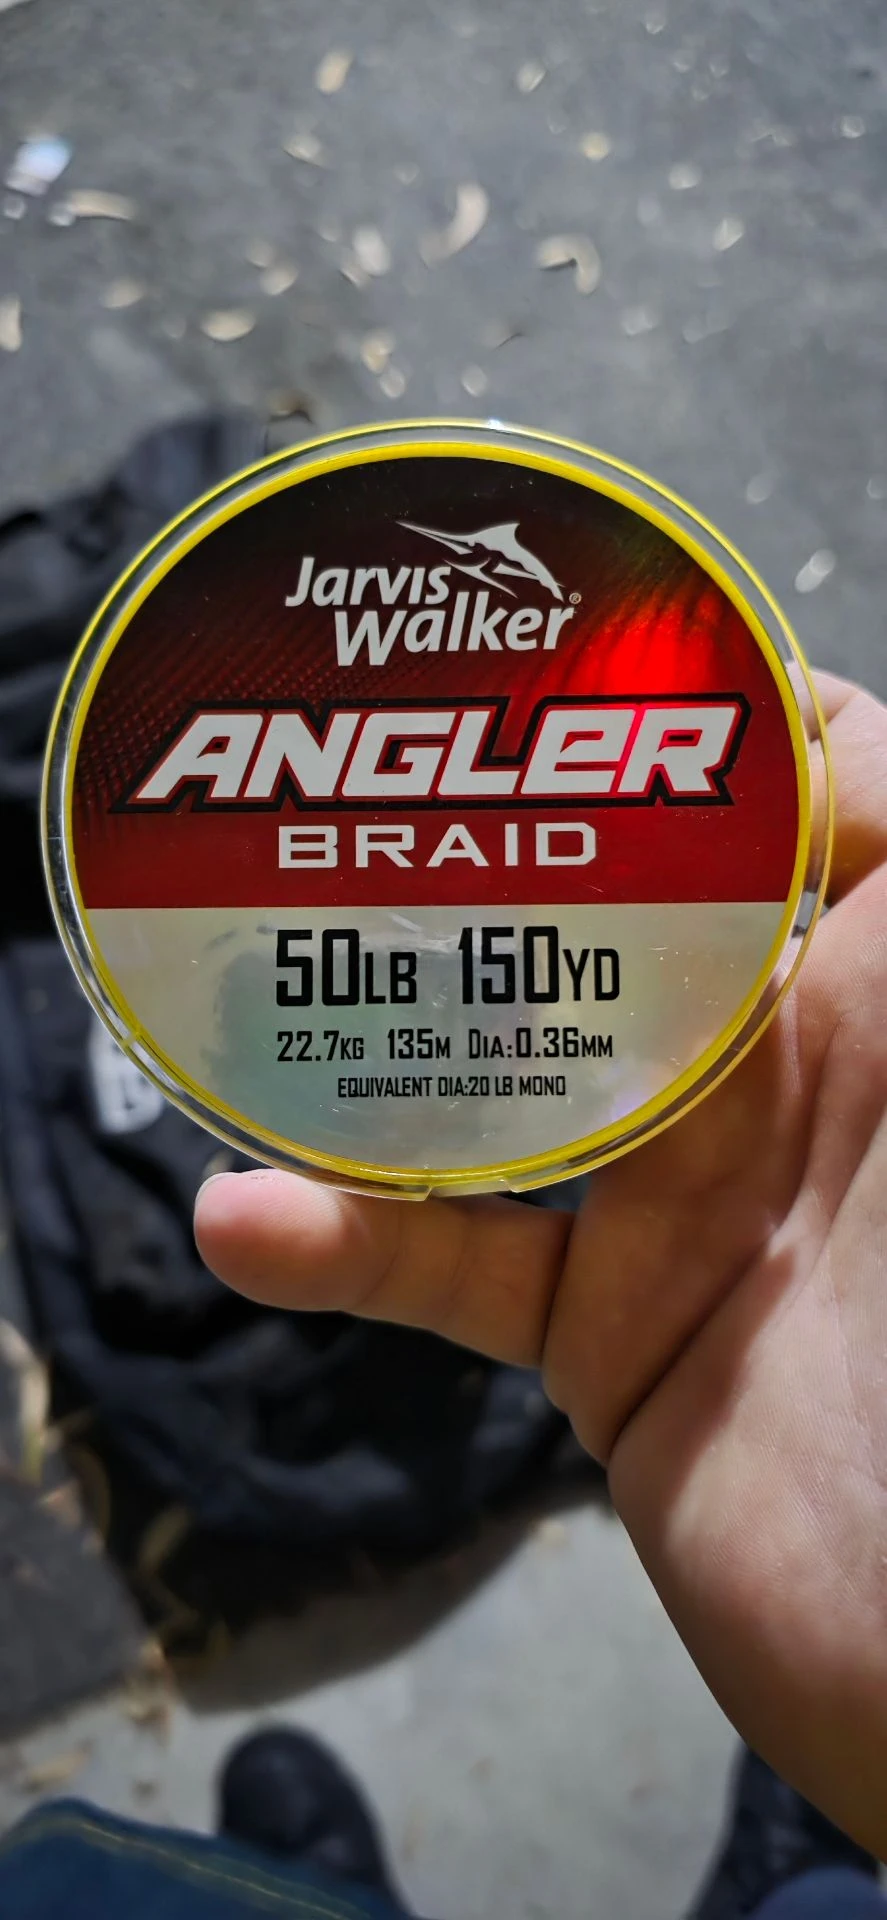 Jarvis
Walker®
ANGLER
BRAID
50LB 150YD
22.7KG 135M DIA:0.36MM
EQUIVALENT DIA:20 LB MONO